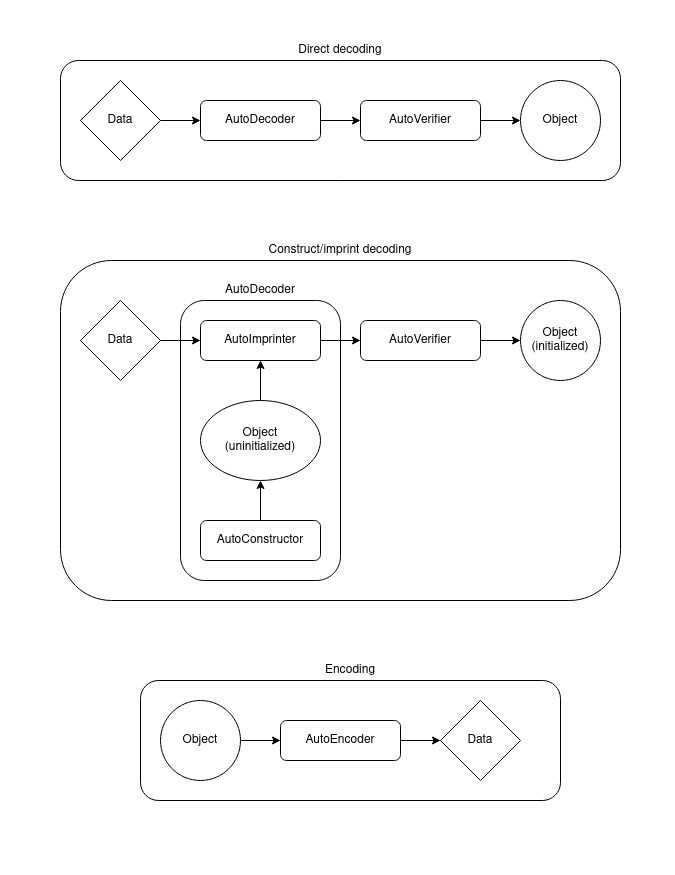 Direct decoding
Data
AutoDecoder
AutoVerifier
Object
Construct/imprint decoding
AutoDecoder
Data
AutoImprinter
AutoVerifier
Object
(initialized)
Object
(uninitialized)
AutoConstructor
Encoding
Object
AutoEncoder
Data